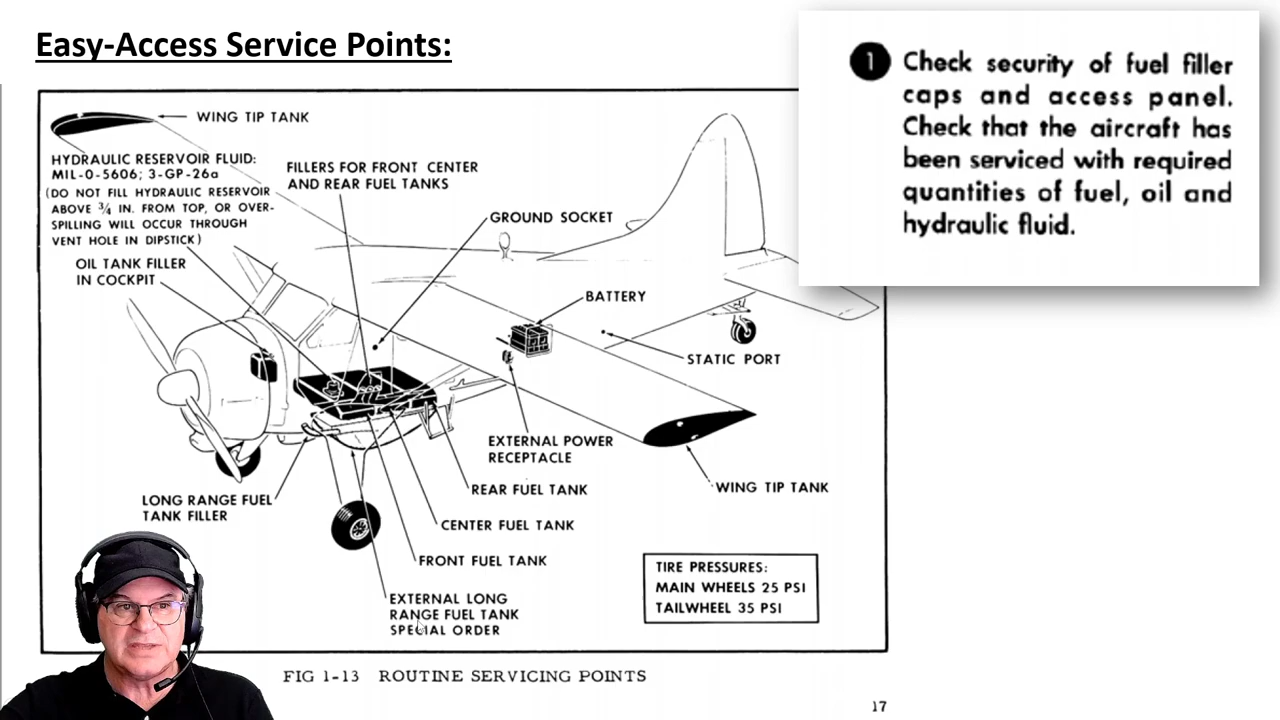 Easy-Access Service Points:
1
Check security of fuel filler
caps and access panel.
Check that the aircraft has
been serviced with required
quantities of fuel, oil and
hydraulic fluid.
WING TIP TANK
HYDRAULIC RESERVOIR FLUID:
MIL-O-5606; 3-GP-26a
(DO NOT FILL HYDRAULIC RESERVOIR
ABOVE 3/4 IN. FROM TOP, OR OVER-
SPILLING WILL OCCUR THROUGH
VENT HOLE IN DIPSTICK)
FILLERS FOR FRONT CENTER
AND REAR FUEL TANKS
GROUND SOCKET
OIL TANK FILLER
IN COCKPIT
BATTERY
STATIC PORT
EXTERNAL POWER
RECEPTACLE
WING TIP TANK
REAR FUEL TANK
LONG RANGE FUEL
TANK FILLER
CENTER FUEL TANK
FRONT FUEL TANK
EXTERNAL LONG
RANGE FUEL TANK
SPECIAL ORDER
TIRE PRESSURES:
MAIN WHEELS 25 PSI
TAILWHEEL 35 PSI
FIG 1-13 ROUTINE SERVICING POINTS
17